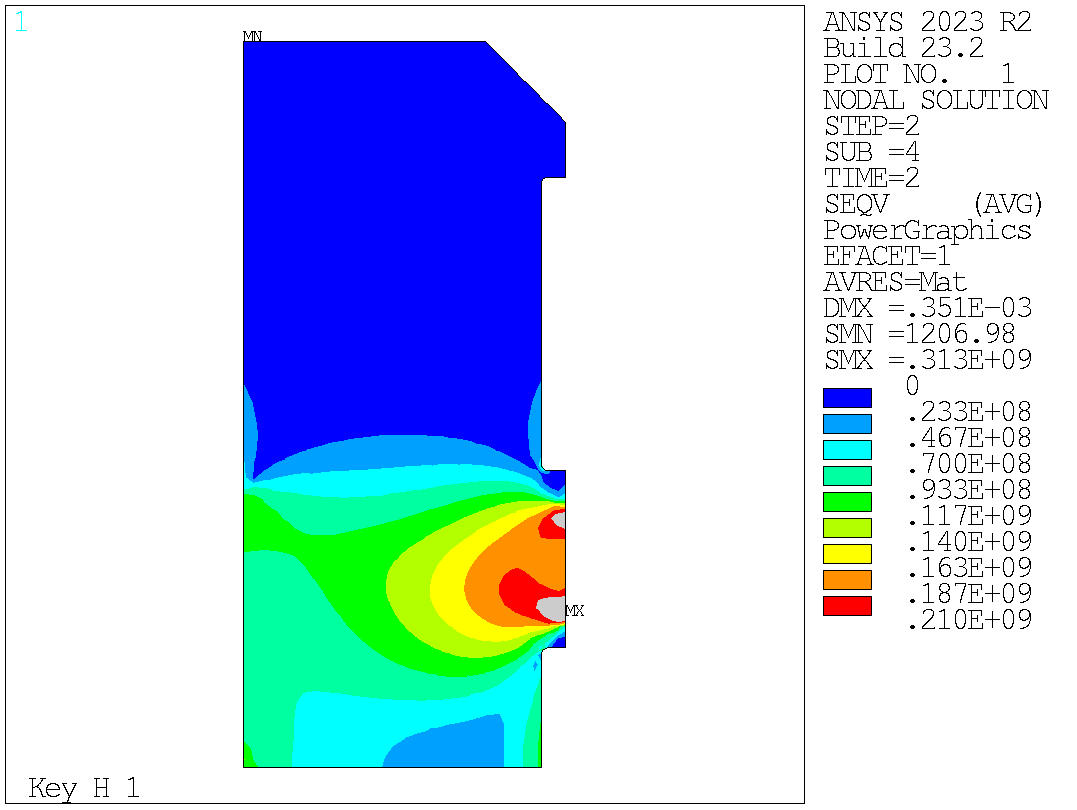 1
MN
MX
Key H 1
ANSYS 2023 R2
Build 23.2
PLOT NO.   1
NODAL SOLUTION
STEP=2
SUB =4
TIME=2
SEQV     (AVG)
PowerGraphics
EFACET=1
AVRES=Mat
DMX =.351E-03
SMN =1206.98
SMX =.313E+09
0
.233E+08
.467E+08
.700E+08
.933E+08
.117E+09
.140E+09
.163E+09
.187E+09
.210E+09